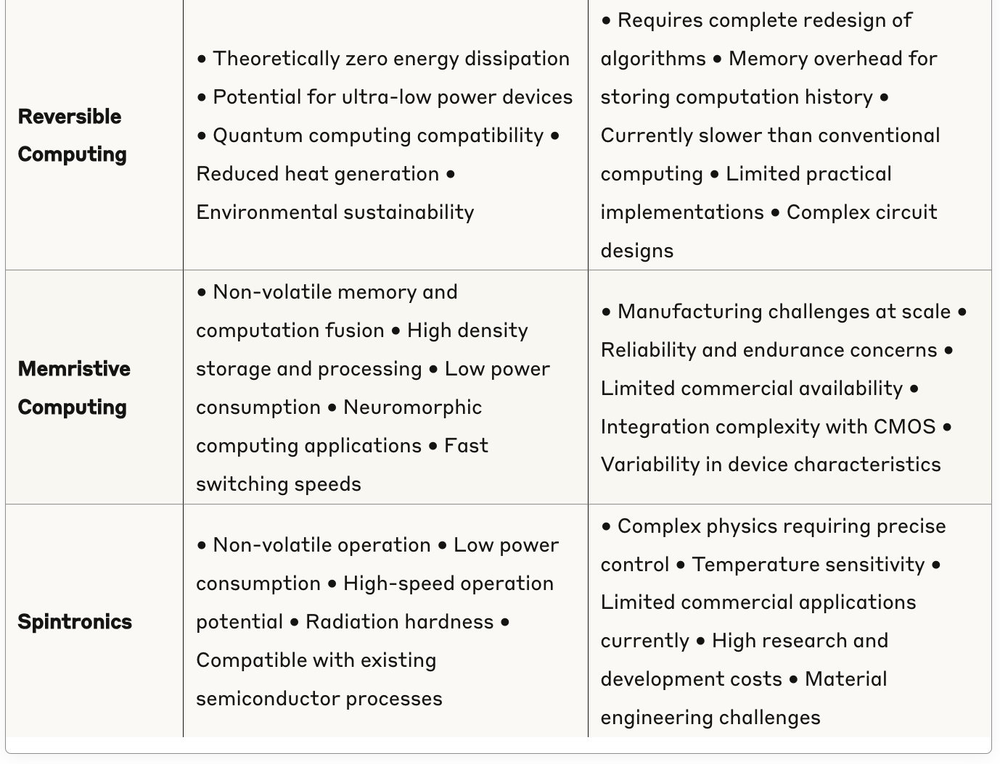 Reversible
Computing
• Theoretically zero energy dissipation
• Potential for ultra-low power devices
• Quantum computing compatibility •
Reduced heat generation •
Environmental sustainability
• Requires complete redesign of
algorithms • Memory overhead for
storing computation history •
Currently slower than conventional
computing • Limited practical
implementations • Complex circuit
designs
Memristive
Computing
• Non-volatile memory and
computation fusion • High density
storage and processing • Low power
consumption • Neuromorphic
computing applications • Fast
switching speeds
• Manufacturing challenges at scale •
Reliability and endurance concerns •
Limited commercial availability •
Integration complexity with CMOS •
Variability in device characteristics
Spintronics
• Non-volatile operation • Low power
consumption • High-speed operation
potential • Radiation hardness •
Compatible with existing
semiconductor processes
• Complex physics requiring precise
control • Temperature sensitivity •
Limited commercial applications
currently • High research and
development costs • Material
engineering challenges